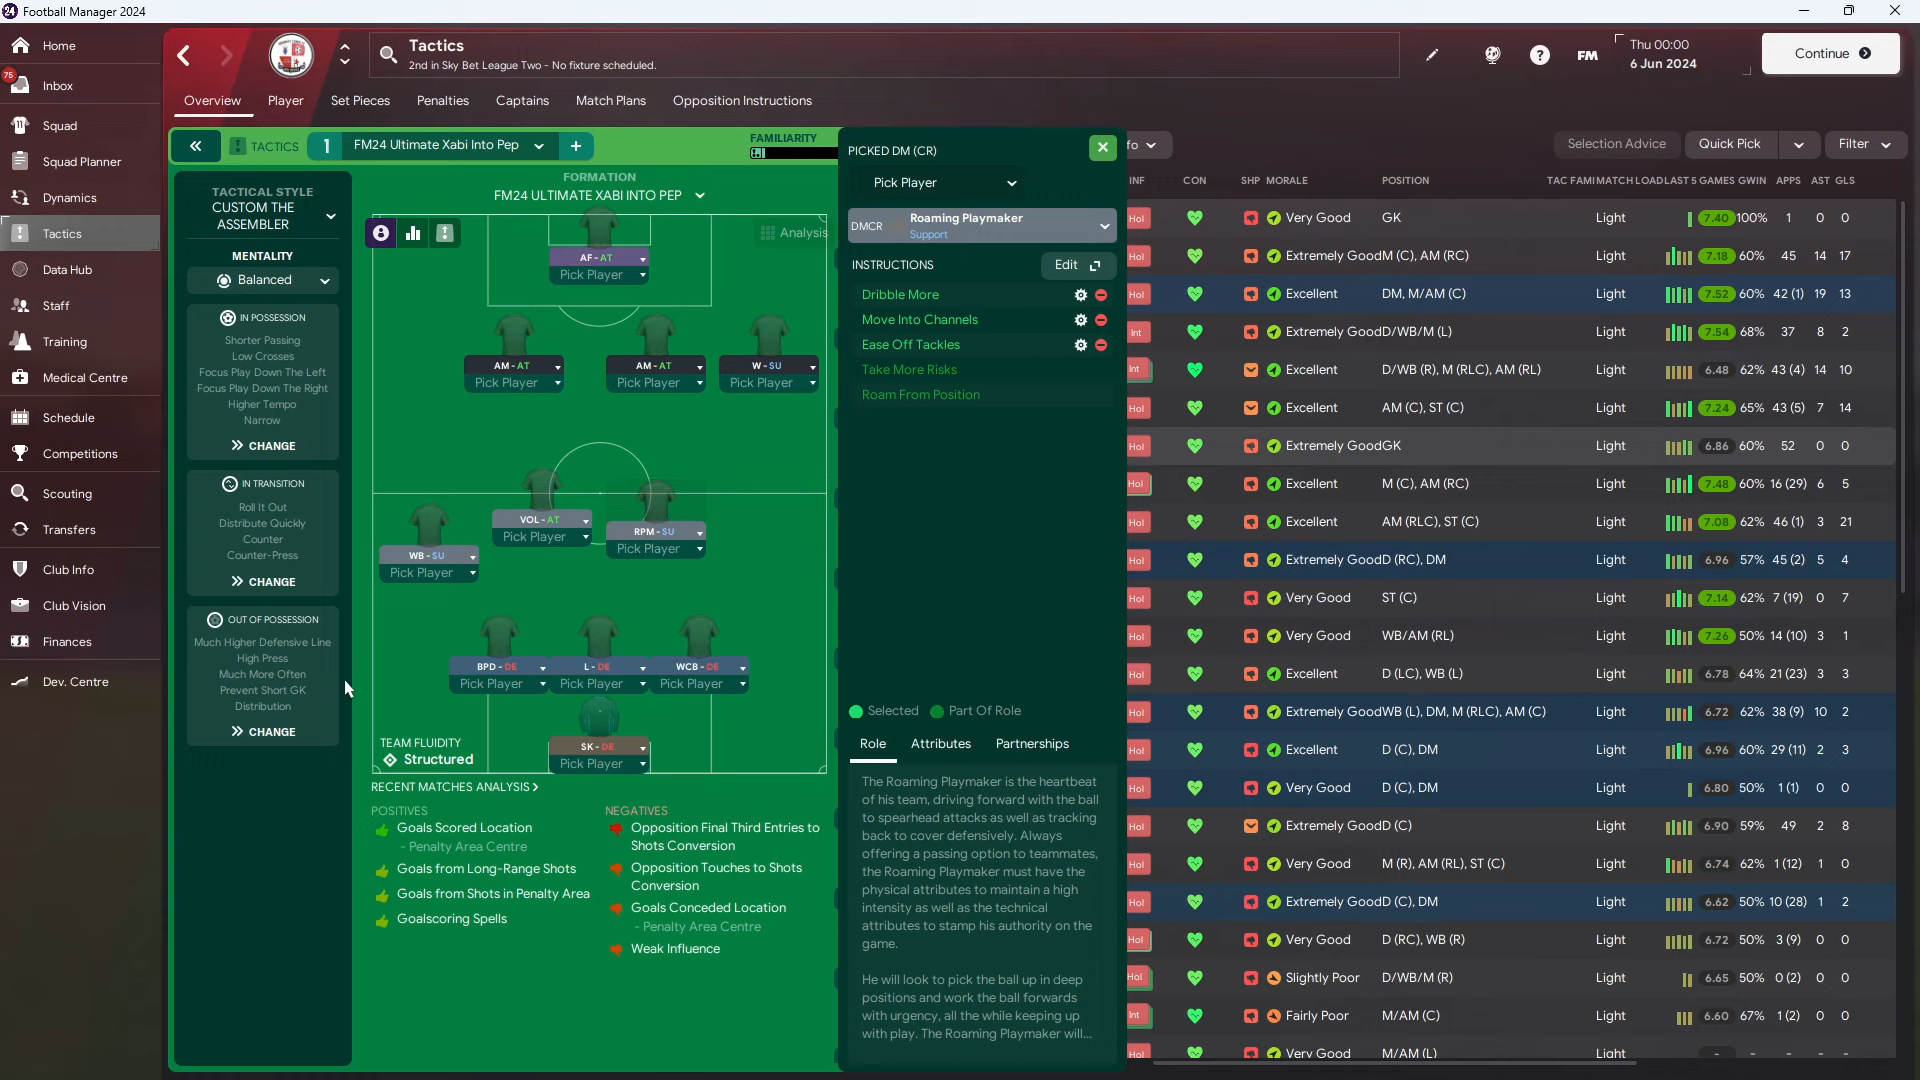 24 Football Manager 2024
Home
75
Inbox
Squad
Squad Planner
Dynamics
Tactics
Data Hub
Staff
Training
Medical Centre
Schedule
Competitions
Scouting
Transfers
Club Info
Club Vision
Finances
Dev. Centre
Tactics
2nd in Sky Bet League Two - No fixture scheduled.
? FM
Thu 00:00
6 Jun 2024
Continue
Overview Player Set Pieces Penalties Captains Match Plans Opposition Instructions
TACTICS 1 FM24 Ultimate Xabi Into Pep +
FAMILIARITY
TACTICAL STYLE
CUSTOM THE
ASSEMBLER
MENTALITY
Balanced
IN POSSESSION
Shorter Passing
Low Crosses
Focus Play Down The Left
Focus Play Down The Right
Higher Tempo
Narrow
CHANGE
IN TRANSITION
Roll It Out
Distribute Quickly
Counter
Counter-Press
CHANGE
OUT OF POSSESSION
Much Higher Defensive Line
High Press
Much More Often
Prevent Short GK
Distribution
CHANGE
FORMATION
FM24 ULTIMATE XABI INTO PEP
Analysis
AF - AT
Pick Player
AM - AT
Pick Player
AM - AT
Pick Player
W - SU
Pick Player
VOL - AT
Pick Player
RPM - SU
Pick Player
WB - SU
Pick Player
BPD - DE
Pick Player
L - DE
Pick Player
WCB - DE
Pick Player
SK - DE
Pick Player
TEAM FLUIDITY
Structured
RECENT MATCHES ANALYSIS >
POSITIVES
Goals Scored Location
- Penalty Area Centre
Goals from Long-Range Shots
Goals from Shots in Penalty Area
Goalscoring Spells
NEGATIVES
Opposition Final Third Entries to
Shots Conversion
Opposition Touches to Shots
Conversion
Goals Conceded Location
- Penalty Area Centre
Weak Influence
PICKED DM (CR)
Pick Player
DMCR Roaming Playmaker
Support
INSTRUCTIONS Edit
Dribble More
Move Into Channels
Ease Off Tackles
Take More Risks
Roam From Position
Selected Part Of Role
Role Attributes Partnerships
The Roaming Playmaker is the heartbeat
of his team, driving forward with the ball
to spearhead attacks as well as tracking
back to cover defensively. Always
offering a passing option to teammates,
the Roaming Playmaker must have the
physical attributes to maintain a high
intensity as well as the technical
attributes to stamp his authority on the
game.
He will look to pick the ball up in deep
positions and work the ball forwards
with urgency, all the while keeping up
with play. The Roaming Playmaker will...
fo Selection Advice Quick Pick Filter
INF CON SHP MORALE POSITION TAC FAMI MATCH LOAD LAST 5 GAMES GWIN APPS AST GLS
Hol Very Good GK Light 7.40 100% 1 0 0
Hol Extremely Good M (C), AM (RC) Light 7.18 60% 45 14 17
Hol Excellent DM, M/AM (C) Light 7.52 60% 42 (1) 19 13
Int Extremely Good D/WB/M (L) Light 7.54 68% 37 8 2
Int Excellent D/WB (R), M (RLC), AM (RL) Light 6.48 62% 43 (4) 14 10
Hol Excellent AM (C), ST (C) Light 7.24 65% 43 (5) 7 14
Hol Extremely Good GK Light 6.86 60% 52 0 0
Hol Excellent M (C), AM (RC) Light 7.48 60% 16 (29) 6 5
Hol Excellent AM (RLC), ST (C) Light 7.08 62% 46 (1) 3 21
Hol Extremely Good D (RC), DM Light 6.96 57% 45 (2) 5 4
Hol Very Good ST (C) Light 7.14 62% 7 (19) 0 7
Hol Very Good WB/AM (RL) Light 7.26 50% 14 (10) 3 1
Hol Excellent D (LC), WB (L) Light 6.78 64% 21 (23) 3 3
Hol Extremely Good WB (L), DM, M (RLC), AM (C) Light 6.72 62% 38 (9) 10 2
Hol Excellent D (C), DM Light 6.96 60% 29 (11) 2 3
Hol Very Good D (C), DM Light 6.80 50% 1 (1) 0 0
Hol Extremely Good D (C) Light 6.90 59% 49 2 8
Hol Very Good M (R), AM (RL), ST (C) Light 6.74 62% 1 (12) 1 0
Hol Extremely Good D (C), DM Light 6.62 50% 10 (28) 1 2
Hol Very Good D (RC), WB (R) Light 6.72 50% 3 (9) 0 0
Hol Slightly Poor D/WB/M (R) Light 6.65 50% 0 (2) 0 0
Int Fairly Poor M/AM (C) Light 6.60 67% 1 (2) 0 0
Hol Very Good M/AM (L) Light - - - - -